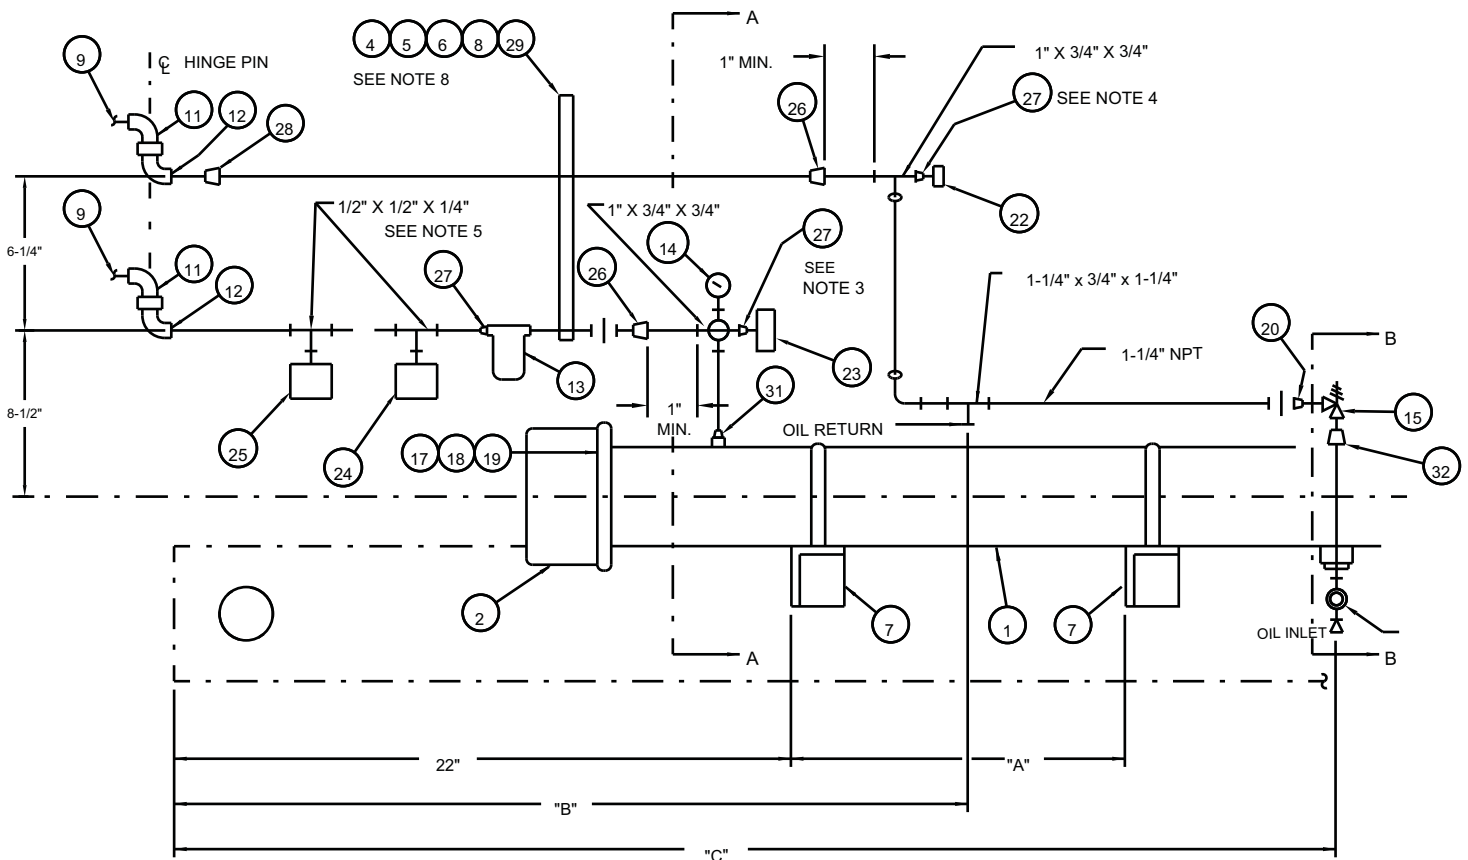 A
4 5 6 8 29
9
℄ HINGE PIN
1" MIN.
1" X 3/4" X 3/4"
SEE NOTE 8
27 SEE NOTE 4
26
11 12 28
22
9
1/2" X 1/2" X 1/4"
1" X 3/4" X 3/4"
SEE NOTE 5
6-1/4"
14
27
11
27
26
SEE
NOTE 3
12
1-1/4" x 3/4" x 1-1/4"
20
B
1-1/4" NPT
13
23
31
8-1/2"
1"
MIN.
OIL RETURN
15
25
24
17 18 19
32
2
7
1
7
OIL INLET
A
B
22"
"A"
"B"
"C"